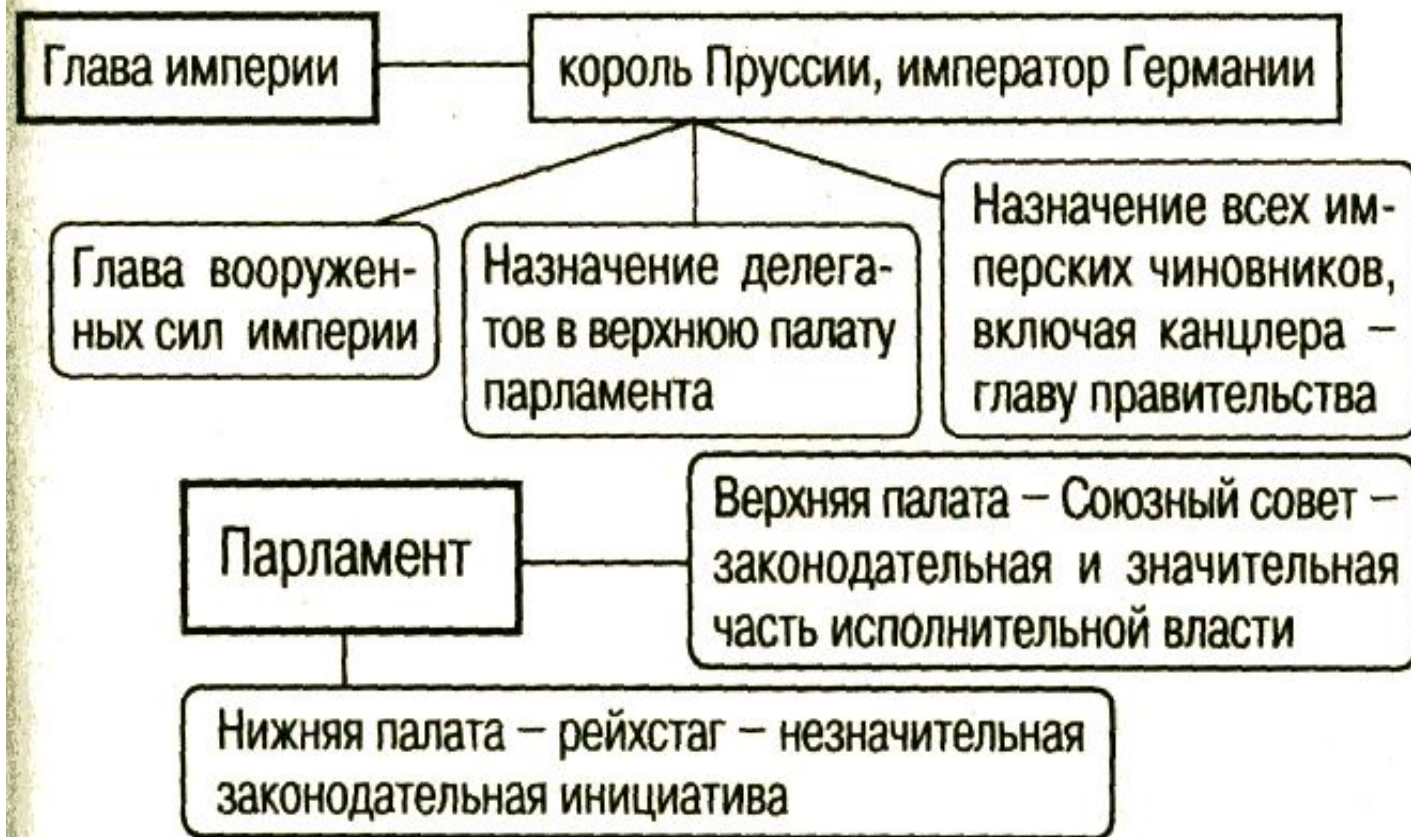 Глава империи
король Пруссии, император Германии
Глава вооружен-
ных сил империи
Назначение делега-
тов в верхнюю палату
парламента
Назначение всех им-
перских чиновников,
включая канцлера –
главу правительства
Парламент
Верхняя палата – Союзный совет –
законодательная и значительная
часть исполнительной власти
Нижняя палата – рейхстаг – незначительная
законодательная инициатива